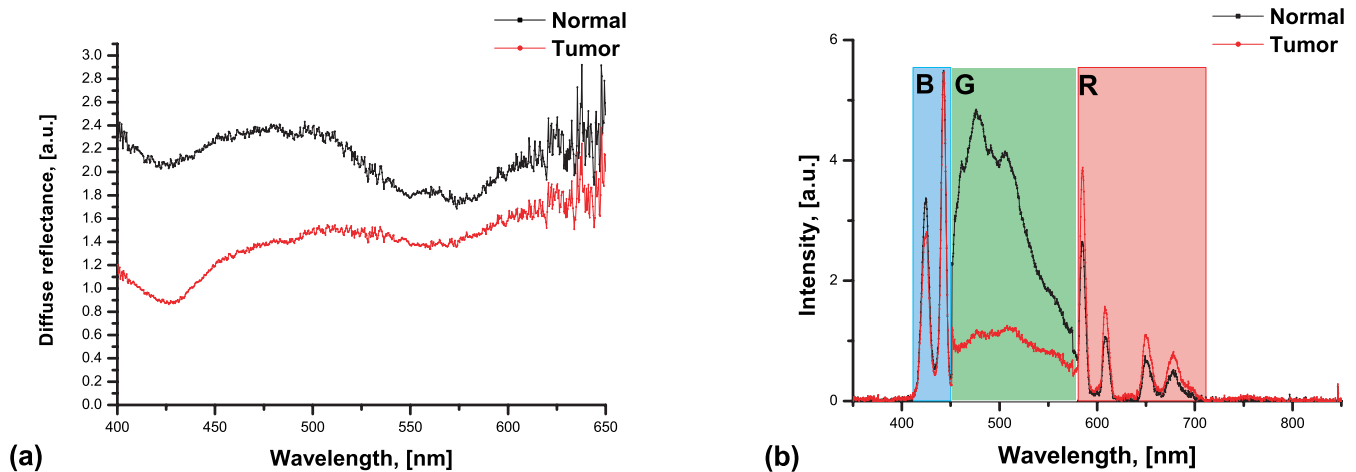 Normal
Tumor
3.0
2.8
2.6
2.4
2.2
2.0
1.8
1.6
1.4
1.2
1.0
0.8
0.6
0.4
0.2
0.0
Diffuse reflectance, [a.u.]
400 450 500 550 600 650
Wavelength, [nm]
(a)
Normal
Tumor
6
4
2
0
Intensity, [a.u.]
B G R
400 500 600 700 800
Wavelength, [nm]
(b)